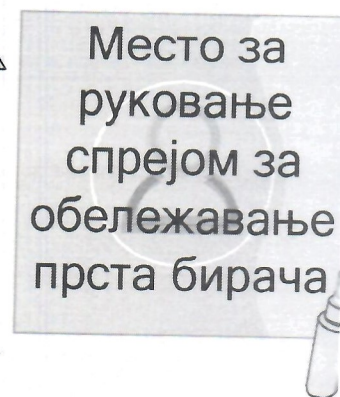 Место за
руковање
спрејом за
обележавање
прста бирача